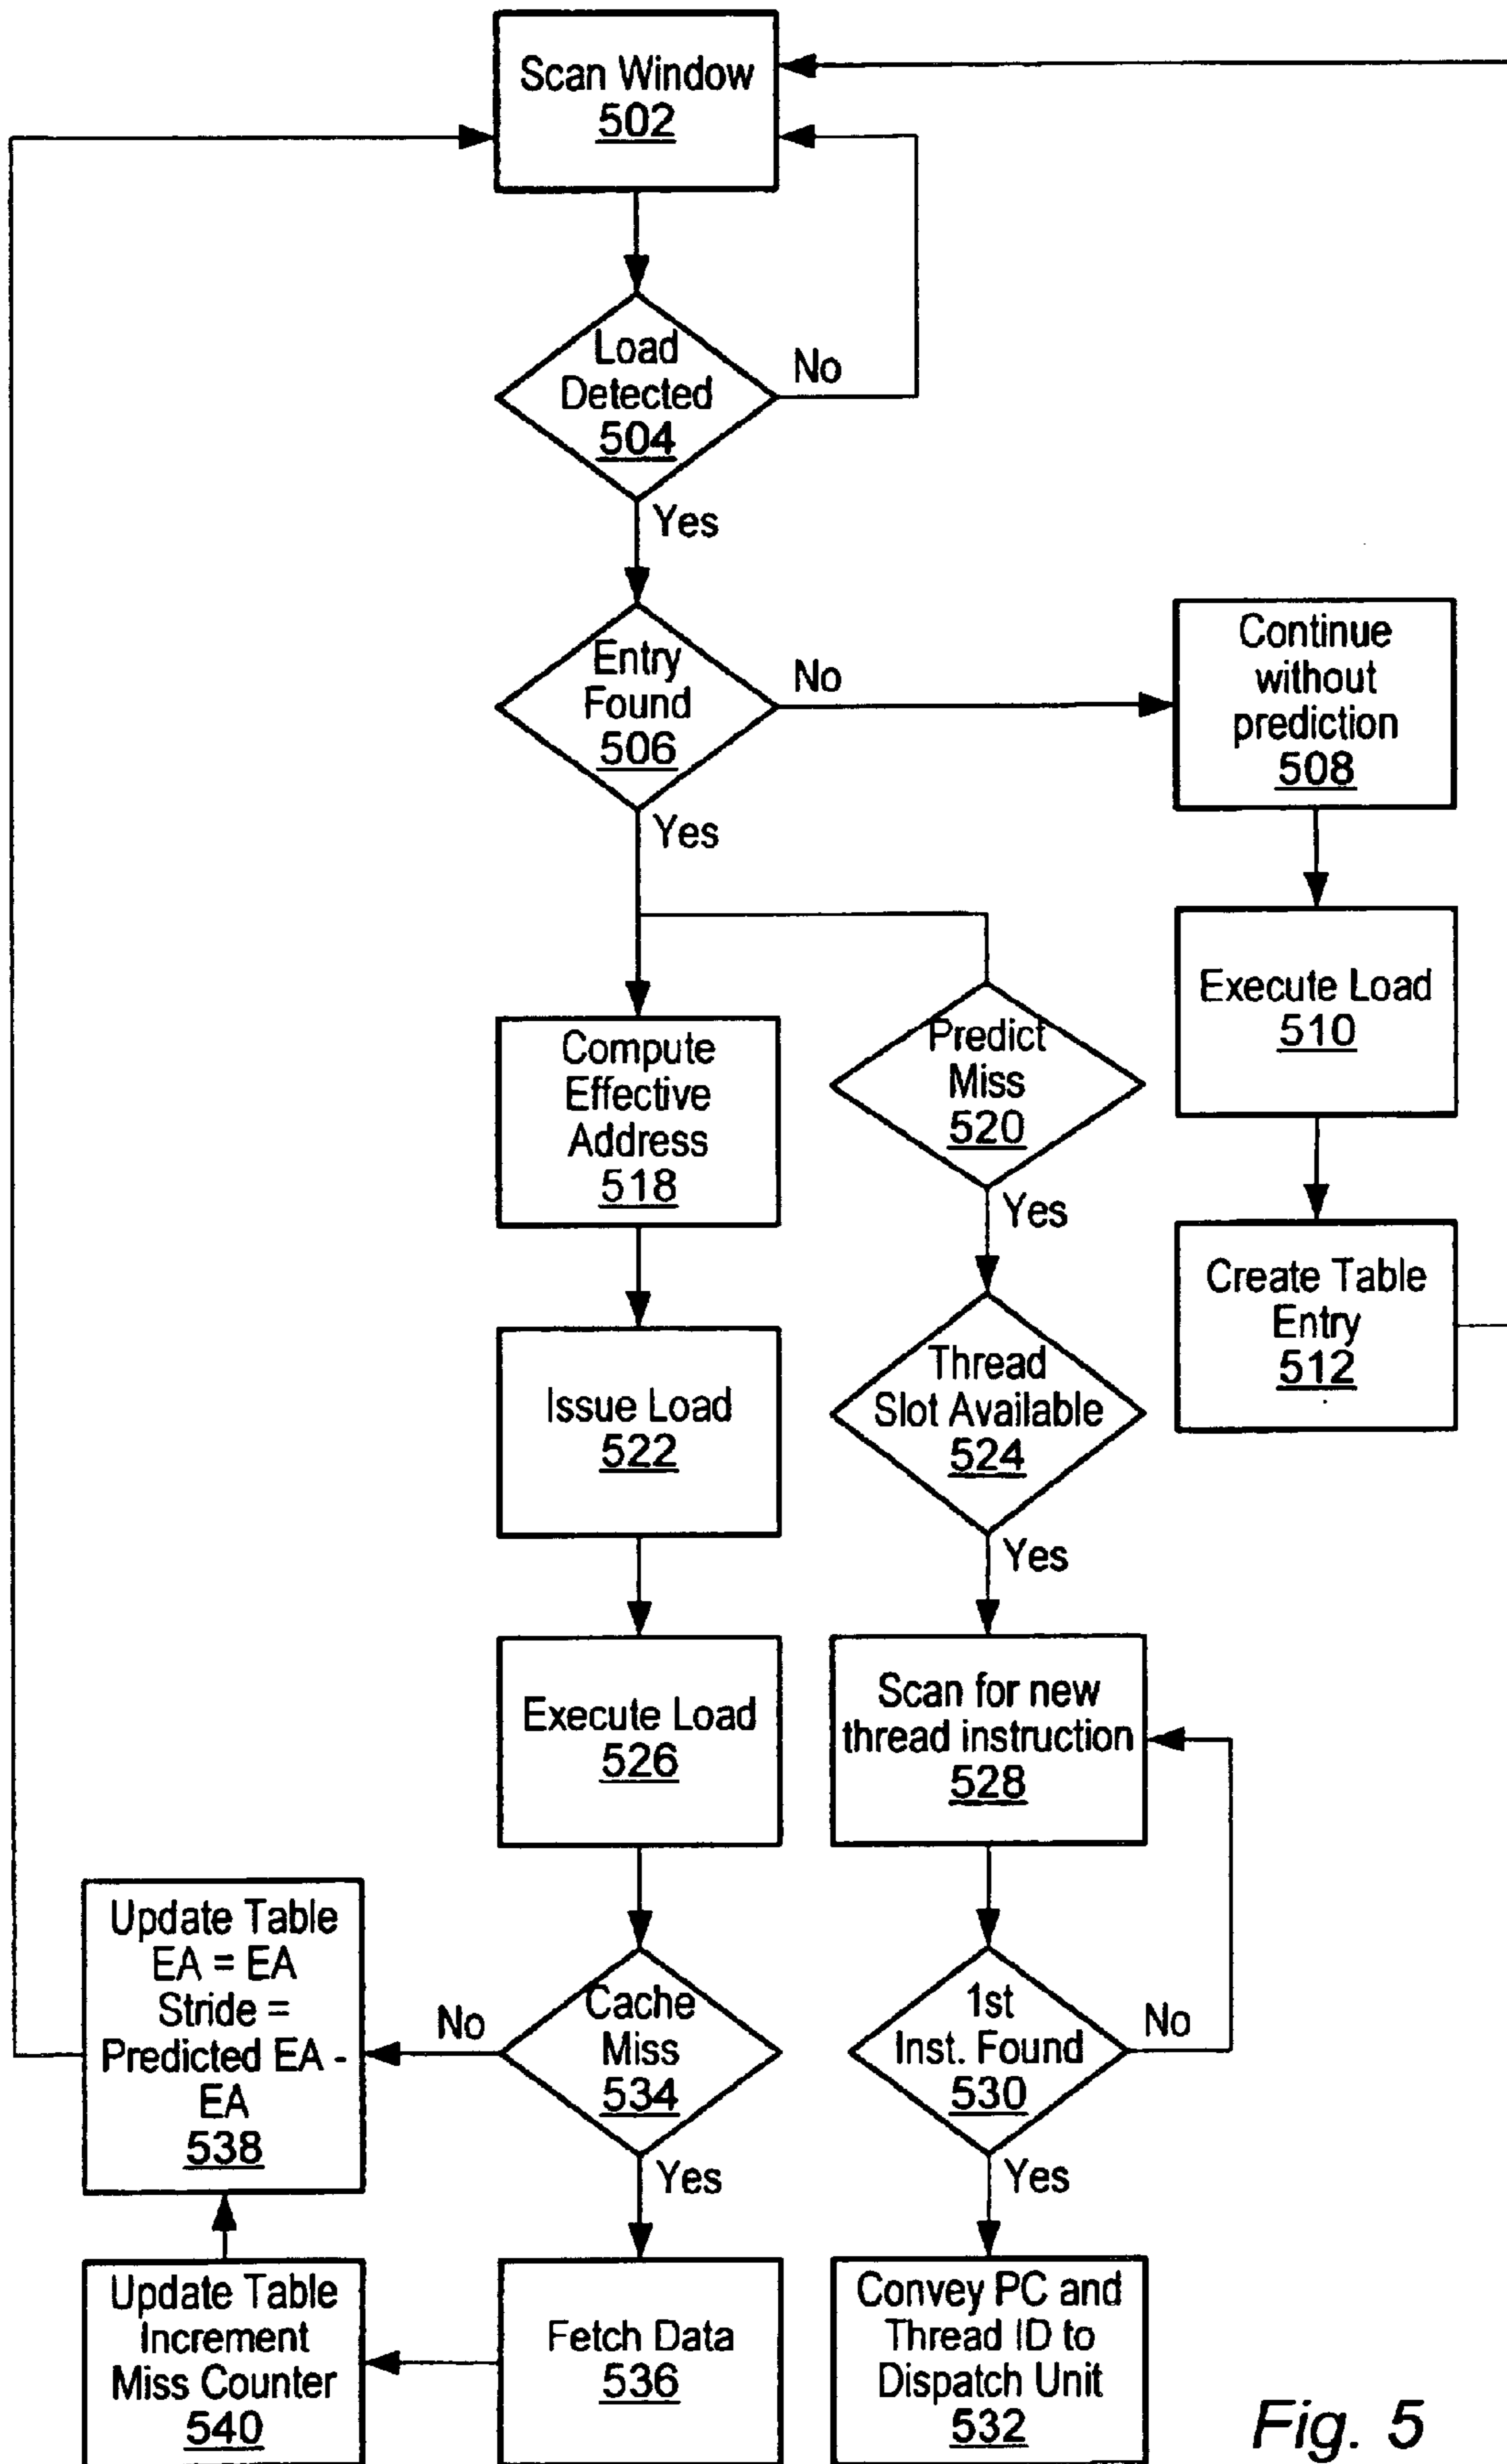 Scan Window
502
Load
Detected
504
No
Yes
Entry
Found
506
No
Yes
Continue
without
prediction
508
Execute Load
510
Create Table
Entry
512
Compute
Effective
Address
518
Predict
Miss
520
Yes
Issue Load
522
Thread
Slot Available
524
Yes
Execute Load
526
Scan for new
thread instruction
528
Cache
Miss
534
No
Yes
1st
Inst. Found
530
No
Yes
Update Table
EA = EA
Stride =
Predicted EA -
EA
538
Update Table
Increment
Miss Counter
540
Fetch Data
536
Convey PC and
Thread ID to
Dispatch Unit
532
Fig. 5